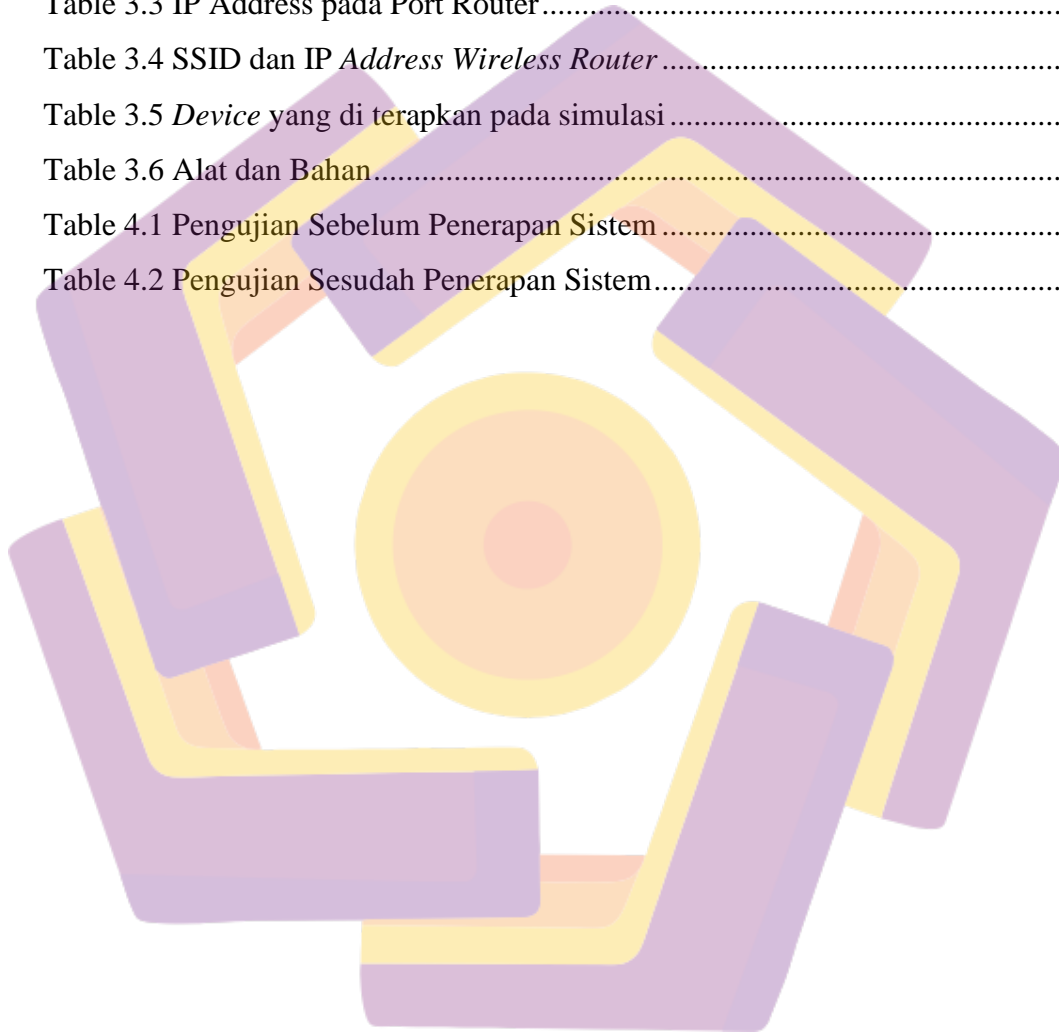 Table 3.3 IP Address pada Port Router....................................................................
Table 3.4 SSID dan IP Address Wireless Router.....................................................
Table 3.5 Device yang di terapkan pada simulasi....................................................
Table 3.6 Alat dan Bahan.........................................................................................
Table 4.1 Pengujian Sebelum Penerapan Sistem.....................................................
Table 4.2 Pengujian Sesudah Penerapan Sistem......................................................